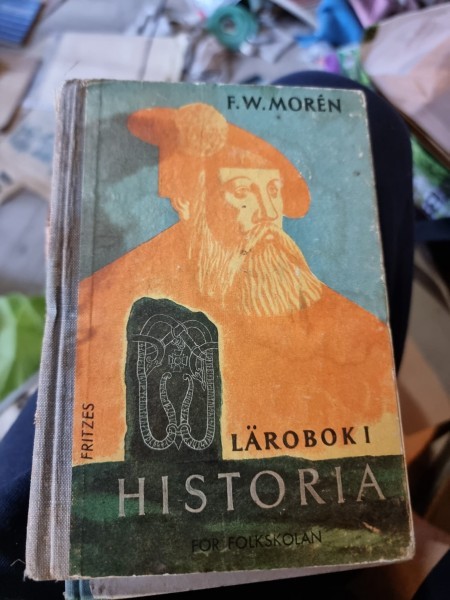 F.W.MORÉN
FRITZES
LÄROBOK I
HISTORIA
FÖR FOLKSKOLAN